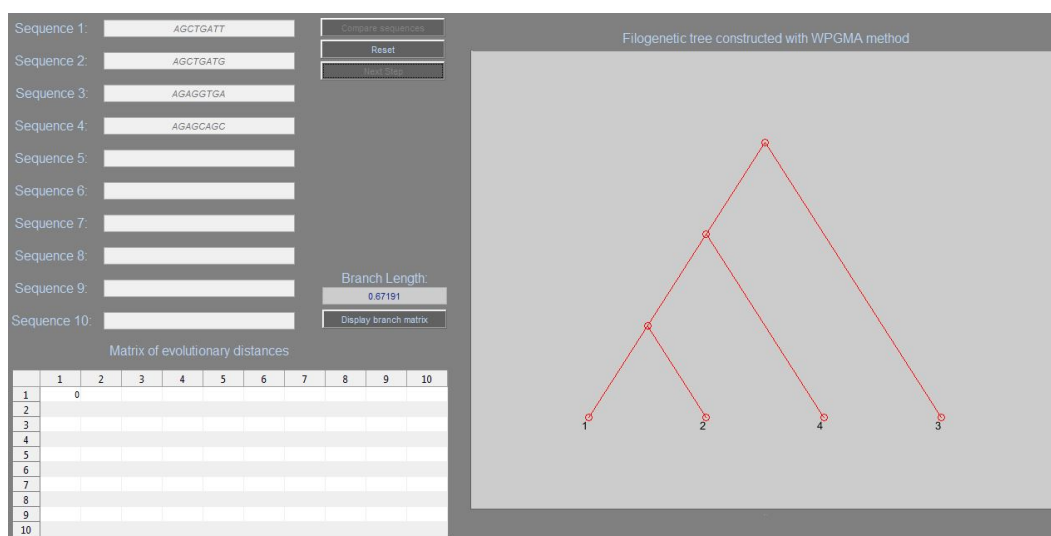 Sequence 1: AGCTGATT
Sequence 2: AGCTGATG
Sequence 3: AGAGGTGA
Sequence 4: AGAGCAGC
Sequence 5:
Sequence 6:
Sequence 7:
Sequence 8:
Sequence 9:
Sequence 10:
Compare sequences
Reset
Next Step
Branch Length:
0.67191
Display branch matrix
Matrix of evolutionary distances
1 2 3 4 5 6 7 8 9 10
1 0
2
3
4
5
6
7
8
9
10
Filogenetic tree constructed with WPGMA method
1 2 4 3